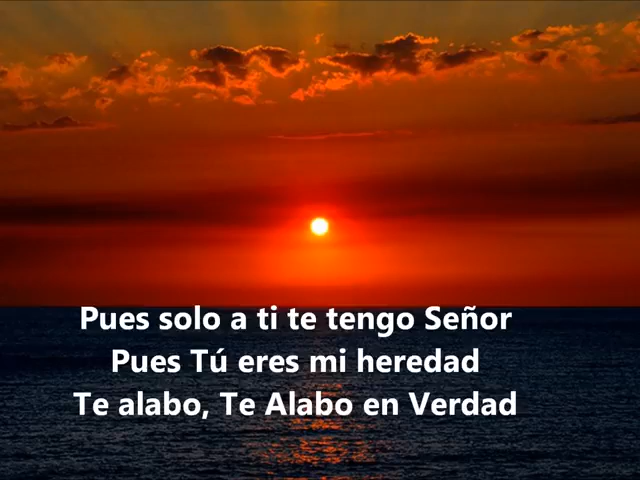 Pues solo a ti te tengo Señor
Pues Tú eres mi heredad
Te alabo, Te Alabo en Verdad